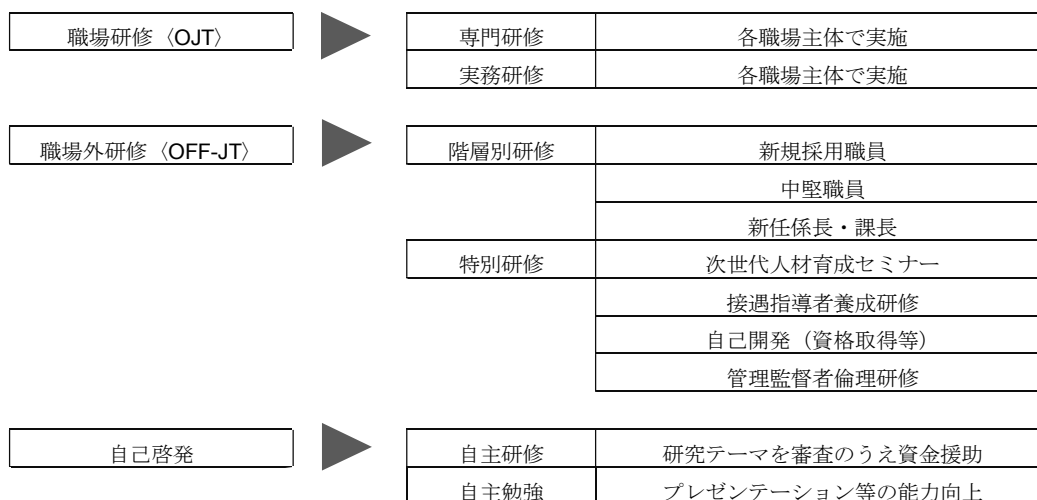 職場研修〈OJT〉 専門研修 各職場主体で実施
実務研修 各職場主体で実施
職場外研修〈OFF-JT〉 階層別研修 新規採用職員
中堅職員
新任係長・課長
特別研修 次世代人材育成セミナー
接遇指導者養成研修
自己開発（資格取得等）
管理監督者倫理研修
自己啓発 自主研修 研究テーマを審査のうえ資金援助
自主勉強 プレゼンテーション等の能力向上